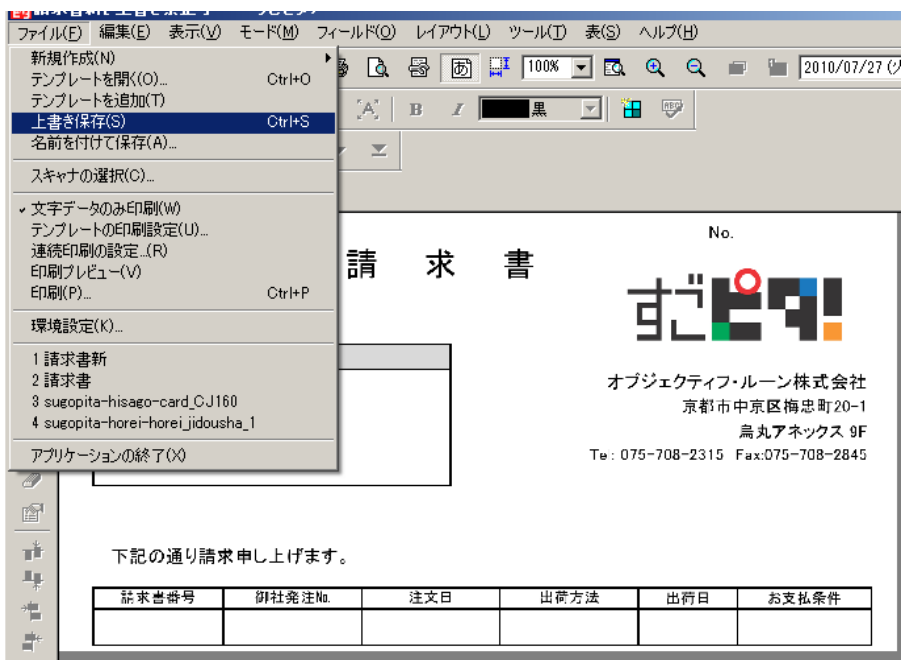 ファイル(F) 編集(E) 表示(V) モード(M) フィールド(O) レイアウト(L) ツール(T) 表(S) ヘルプ(H)
新規作成(N)
テンプレートを開く(O)... Ctrl+O
テンプレートを追加(T)
上書き保存(S) Ctrl+S
名前を付けて保存(A)...
スキャナの選択(C)...
文字データのみ印刷(W)
テンプレートの印刷設定(U)...
連続印刷の設定...(R)
印刷プレビュー(V)
印刷(P)... Ctrl+P
環境設定(K)...
1 請求書新
2 請求書
3 sugopita-hisago-card_CJ160
4 sugopita-horei-horei_jidousha_1
アプリケーションの終了(X)
あ 100% 2010/07/27
A B I 黒
No.
請 求 書
すごピタ!
オブジェクティフ・ルーン株式会社
京都市中京区梅忠町20-1
烏丸アネックス 9F
Te: 075-708-2315 Fax:075-708-2845
下記の通り請求申し上げます。
請求書番号 御社発注No. 注文日 出荷方法 出荷日 お支払条件